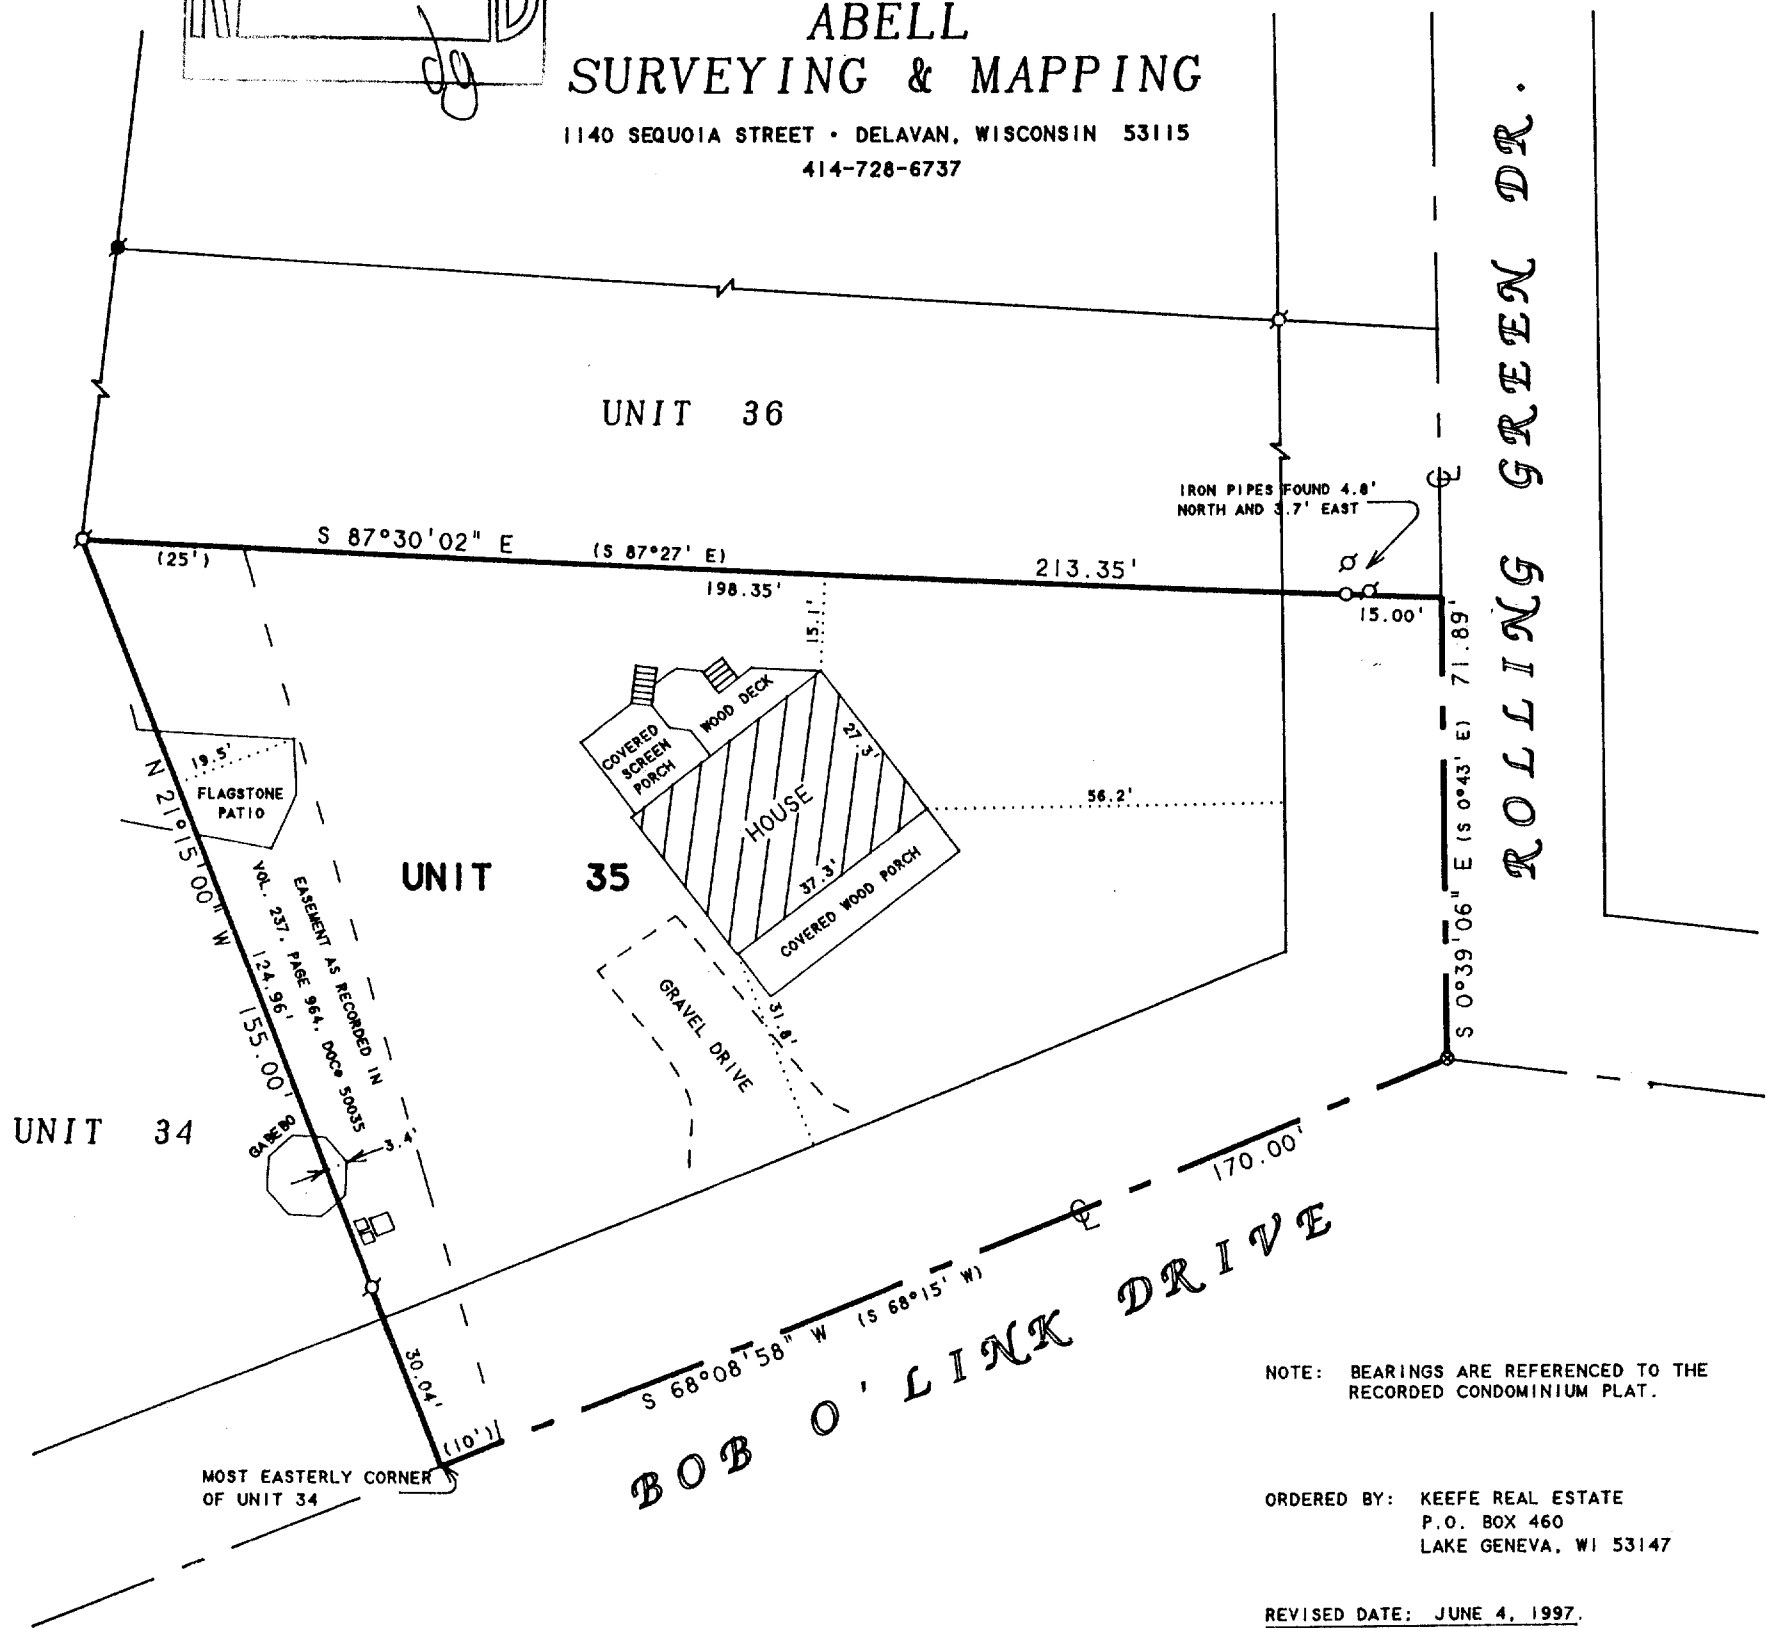 ABELL
SURVEYING & MAPPING
1140 SEQUOIA STREET • DELAVAN, WISCONSIN 53115
414-728-6737
ROLLING GREEN DR.
UNIT 36
IRON PIPES FOUND 4.8'
NORTH AND 3.7' EAST
S 87°30'02" E
(S 87°27' E)
213.35'
(25')
198.35'
15.00'
15.1'
71.89'
S 0°39'06" E (S 0°43' E)
WOOD DECK
COVERED
SCREEN
PORCH
27.3'
HOUSE
56.2'
37.3'
COVERED WOOD PORCH
19.5'
FLAGSTONE
PATIO
N 21°15'00" W
124.96'
155.00'
UNIT 35
EASEMENT AS RECORDED IN
VOL. 237, PAGE 964, DOC# 50035
GRAVEL DRIVE
31.8'
UNIT 34
GABEBO
3.4'
170.00'
S 68°08'58" W (S 68°15' W)
BOB O'LINK DRIVE
30.04'
(10')
MOST EASTERLY CORNER
OF UNIT 34
NOTE: BEARINGS ARE REFERENCED TO THE
RECORDED CONDOMINIUM PLAT.
ORDERED BY: KEEFE REAL ESTATE
P.O. BOX 460
LAKE GENEVA, WI 53147
REVISED DATE: JUNE 4, 1997.